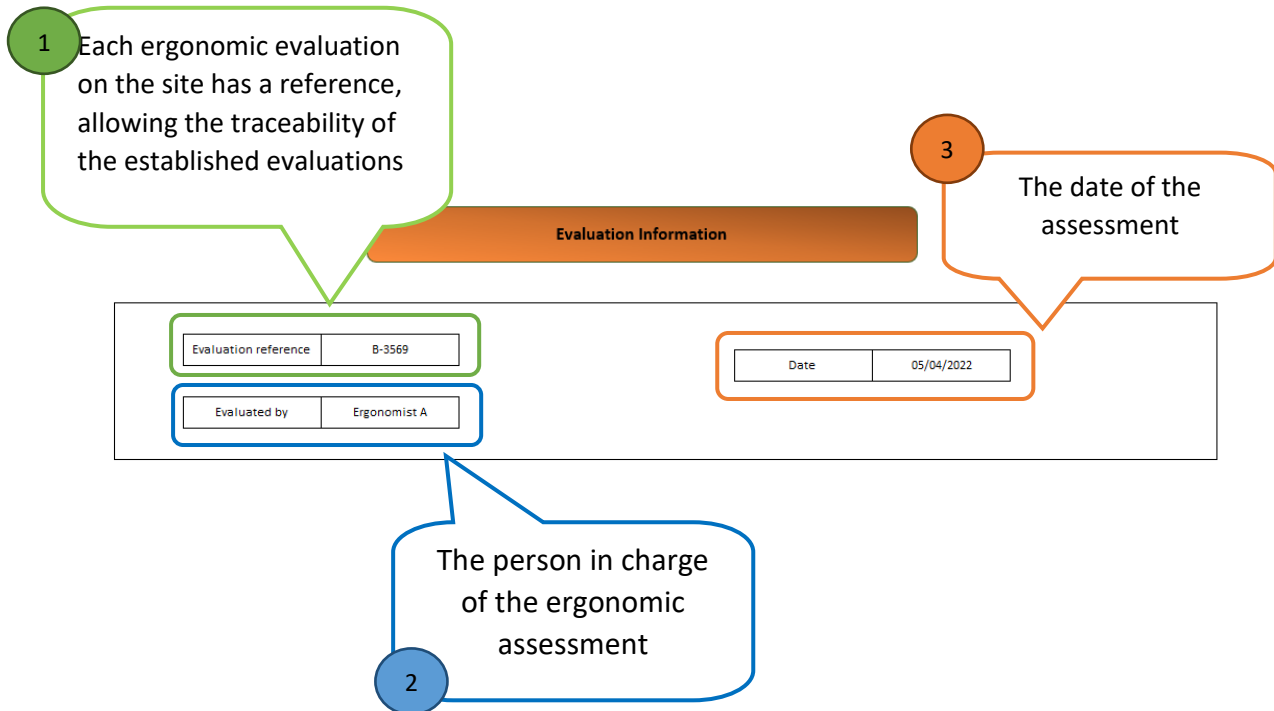 1
Each ergonomic evaluation
on the site has a reference,
allowing the traceability of
the established evaluations
3
The date of the
assessment
Evaluation Information
Evaluation reference B-3569
Date 05/04/2022
Evaluated by Ergonomist A
The person in charge
of the ergonomic
assessment
2